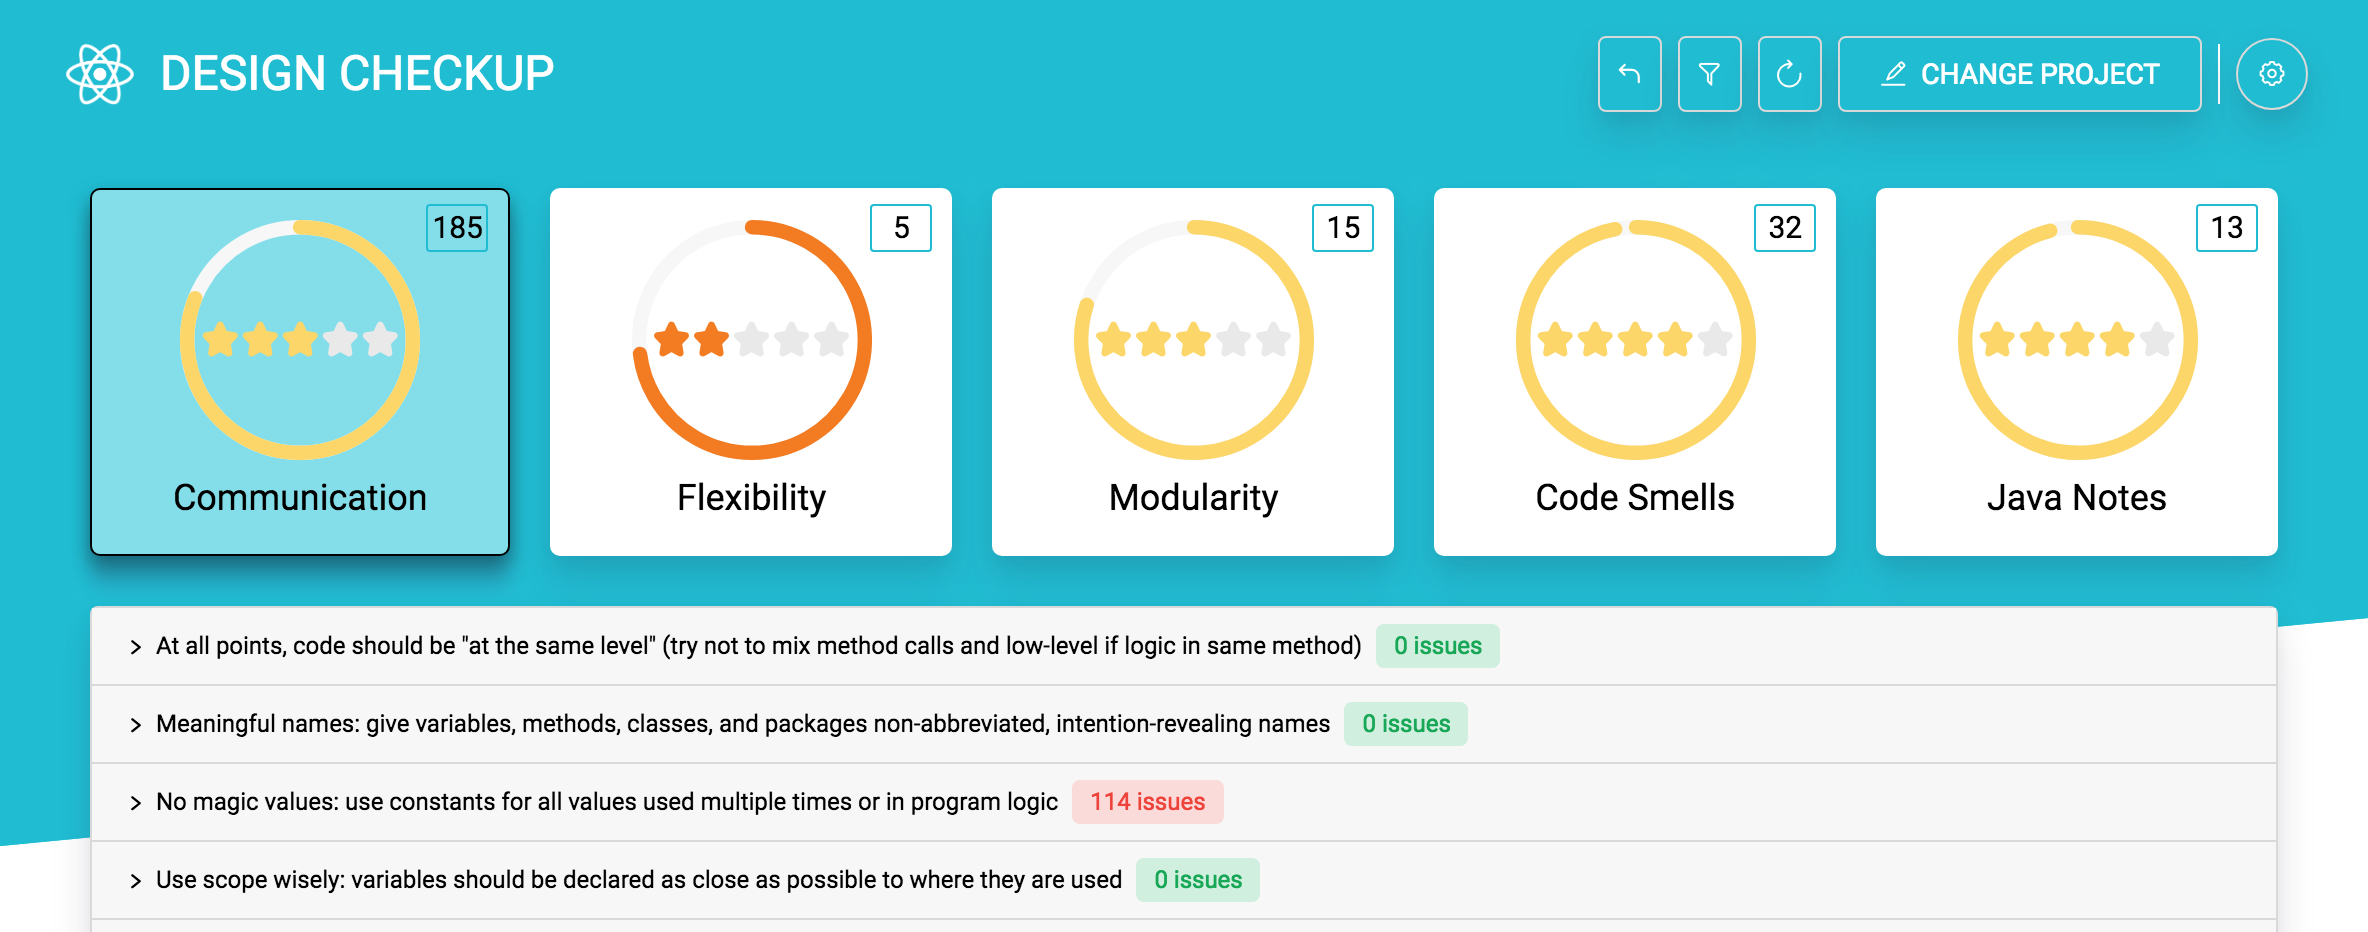 DESIGN CHECKUP
CHANGE PROJECT
185
Communication
5
Flexibility
15
Modularity
32
Code Smells
13
Java Notes
At all points, code should be "at the same level" (try not to mix method calls and low-level if logic in same method) 0 issues
Meaningful names: give variables, methods, classes, and packages non-abbreviated, intention-revealing names 0 issues
No magic values: use constants for all values used multiple times or in program logic 114 issues
Use scope wisely: variables should be declared as close as possible to where they are used 0 issues